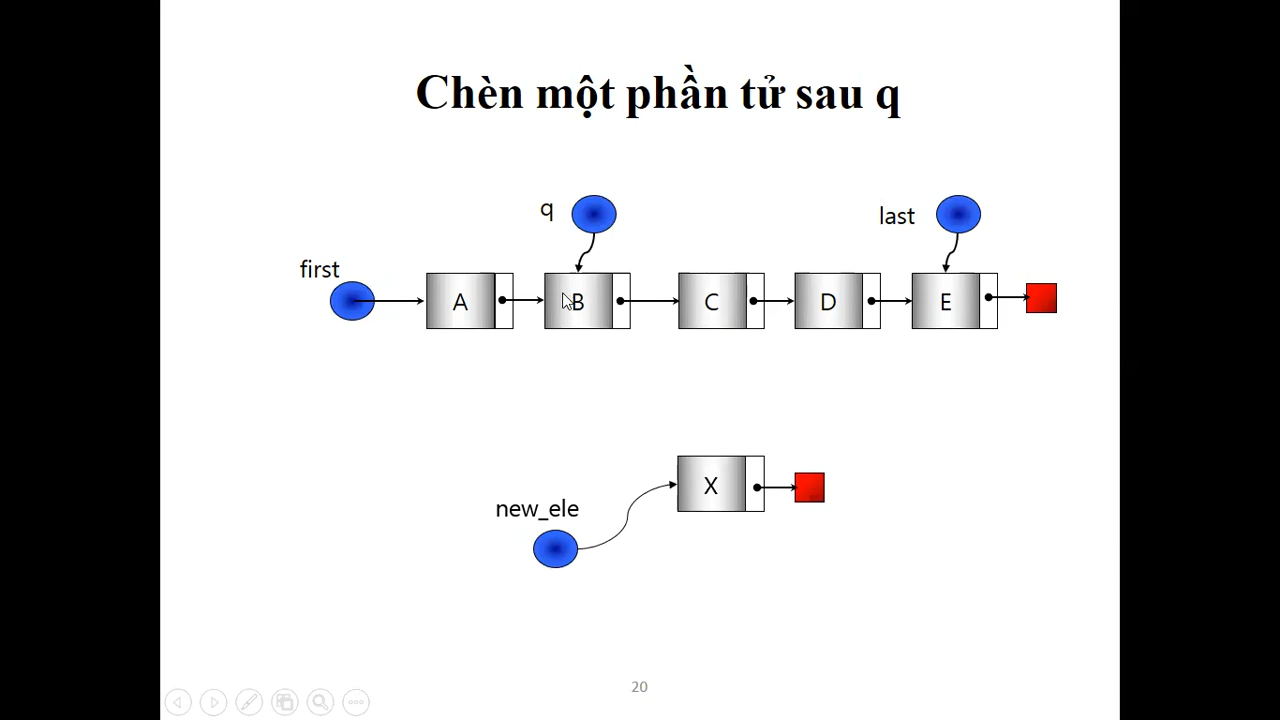 Chèn một phần tử sau q
q
last
first
A
B
C
D
E
X
new_ele
20